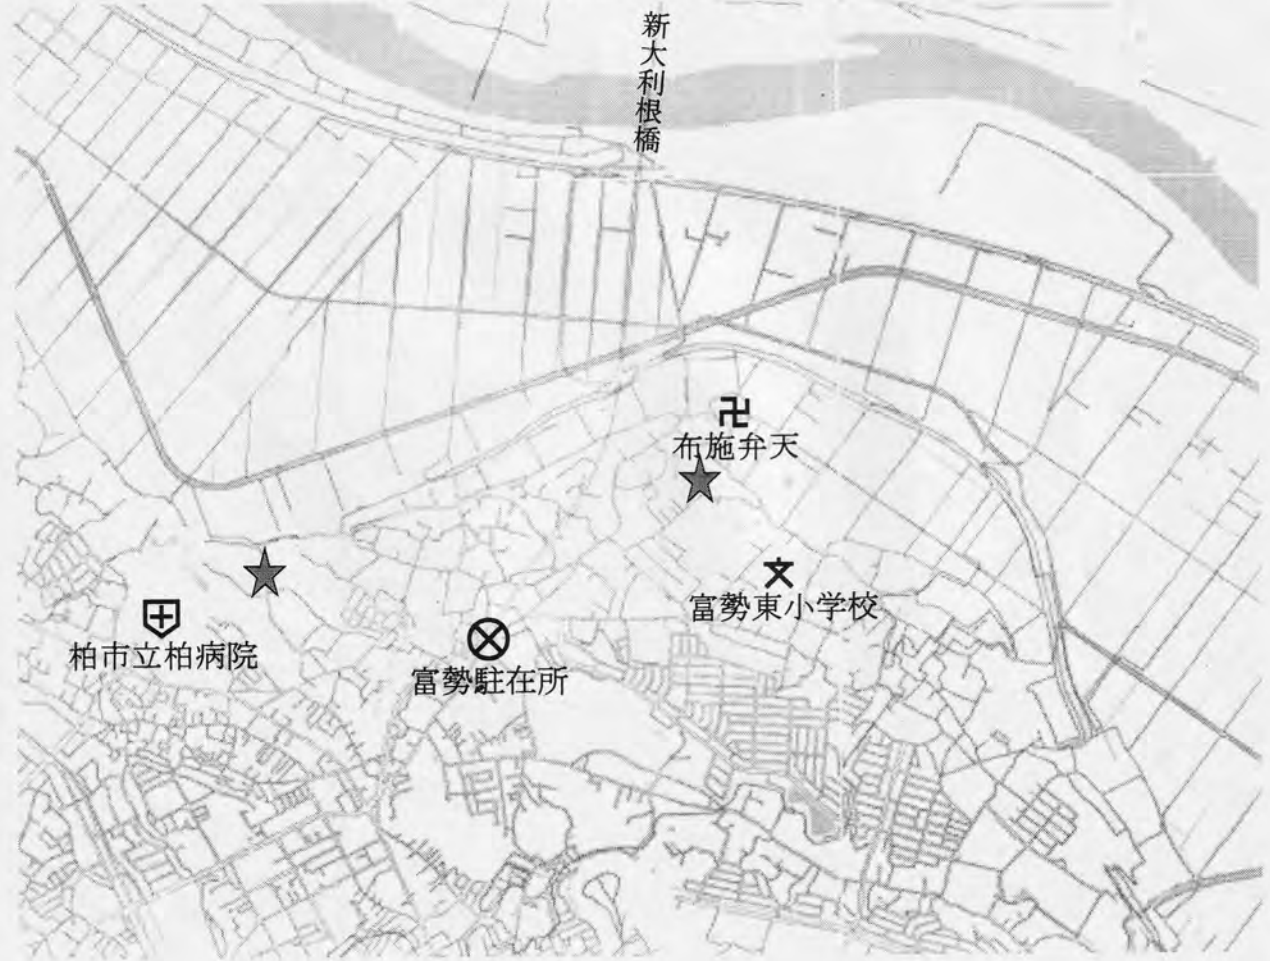 新大利根橋
布施弁天
富勢東小学校
柏市立柏病院
富勢駐在所